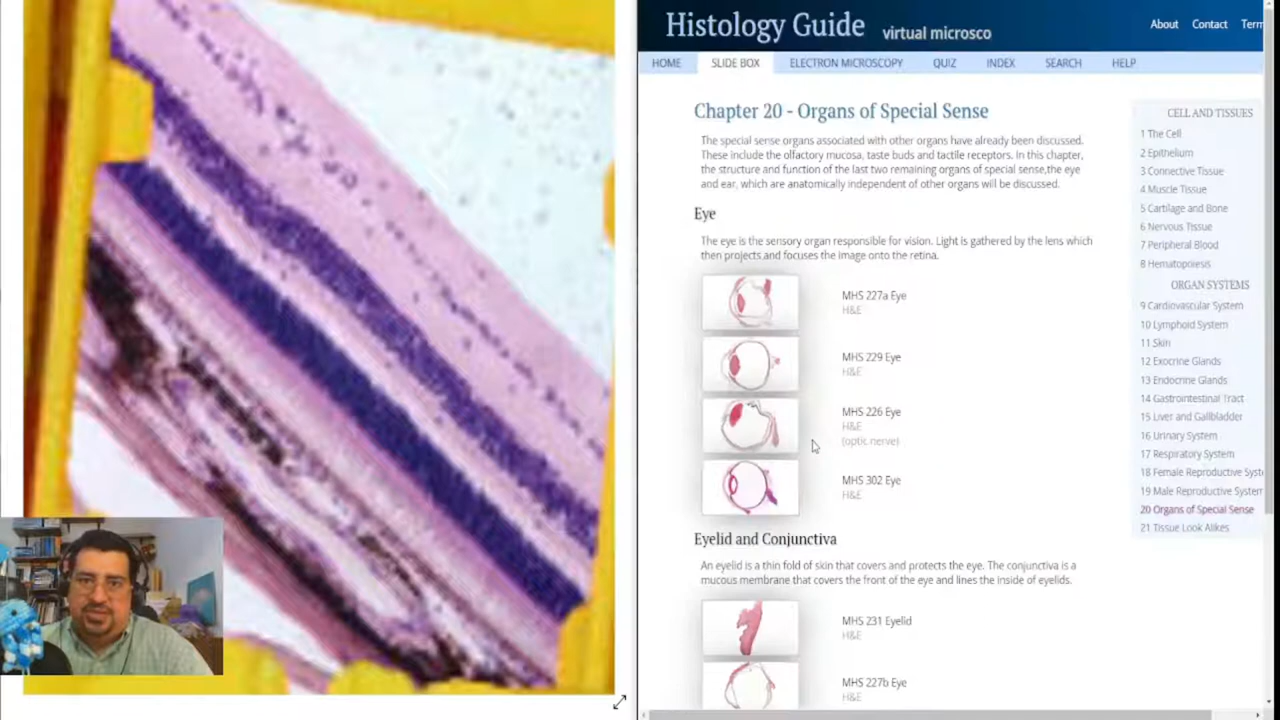 Histology Guide virtual microsco
About Contact Term
HOME SLIDE BOX ELECTRON MICROSCOPY QUIZ INDEX SEARCH HELP
Chapter 20 - Organs of Special Sense
The special sense organs associated with other organs have already been discussed.
These include the olfactory mucosa, taste buds and tactile receptors. In this chapter,
the structure and function of the last two remaining organs of special sense,the eye
and ear, which are anatomically independent of other organs will be discussed.
Eye
The eye is the sensory organ responsible for vision. Light is gathered by the lens which
then projects and focuses the image onto the retina.
MHS 227a Eye
H&E
MHS 229 Eye
H&E
MHS 226 Eye
H&E
(optic nerve)
MHS 302 Eye
H&E
Eyelid and Conjunctiva
An eyelid is a thin fold of skin that covers and protects the eye. The conjunctiva is a
mucous membrane that covers the front of the eye and lines the inside of eyelids.
MHS 231 Eyelid
H&E
MHS 227b Eye
H&E
CELL AND TISSUES
1 The Cell
2 Epithelium
3 Connective Tissue
4 Muscle Tissue
5 Cartilage and Bone
6 Nervous Tissue
7 Peripheral Blood
8 Hematopoiesis
ORGAN SYSTEMS
9 Cardiovascular System
10 Lymphoid System
11 Skin
12 Exocrine Glands
13 Endocrine Glands
14 Gastrointestinal Tract
15 Liver and Gallbladder
16 Urinary System
17 Respiratory System
18 Female Reproductive Syste
19 Male Reproductive System
20 Organs of Special Sense
21 Tissue Look Alikes